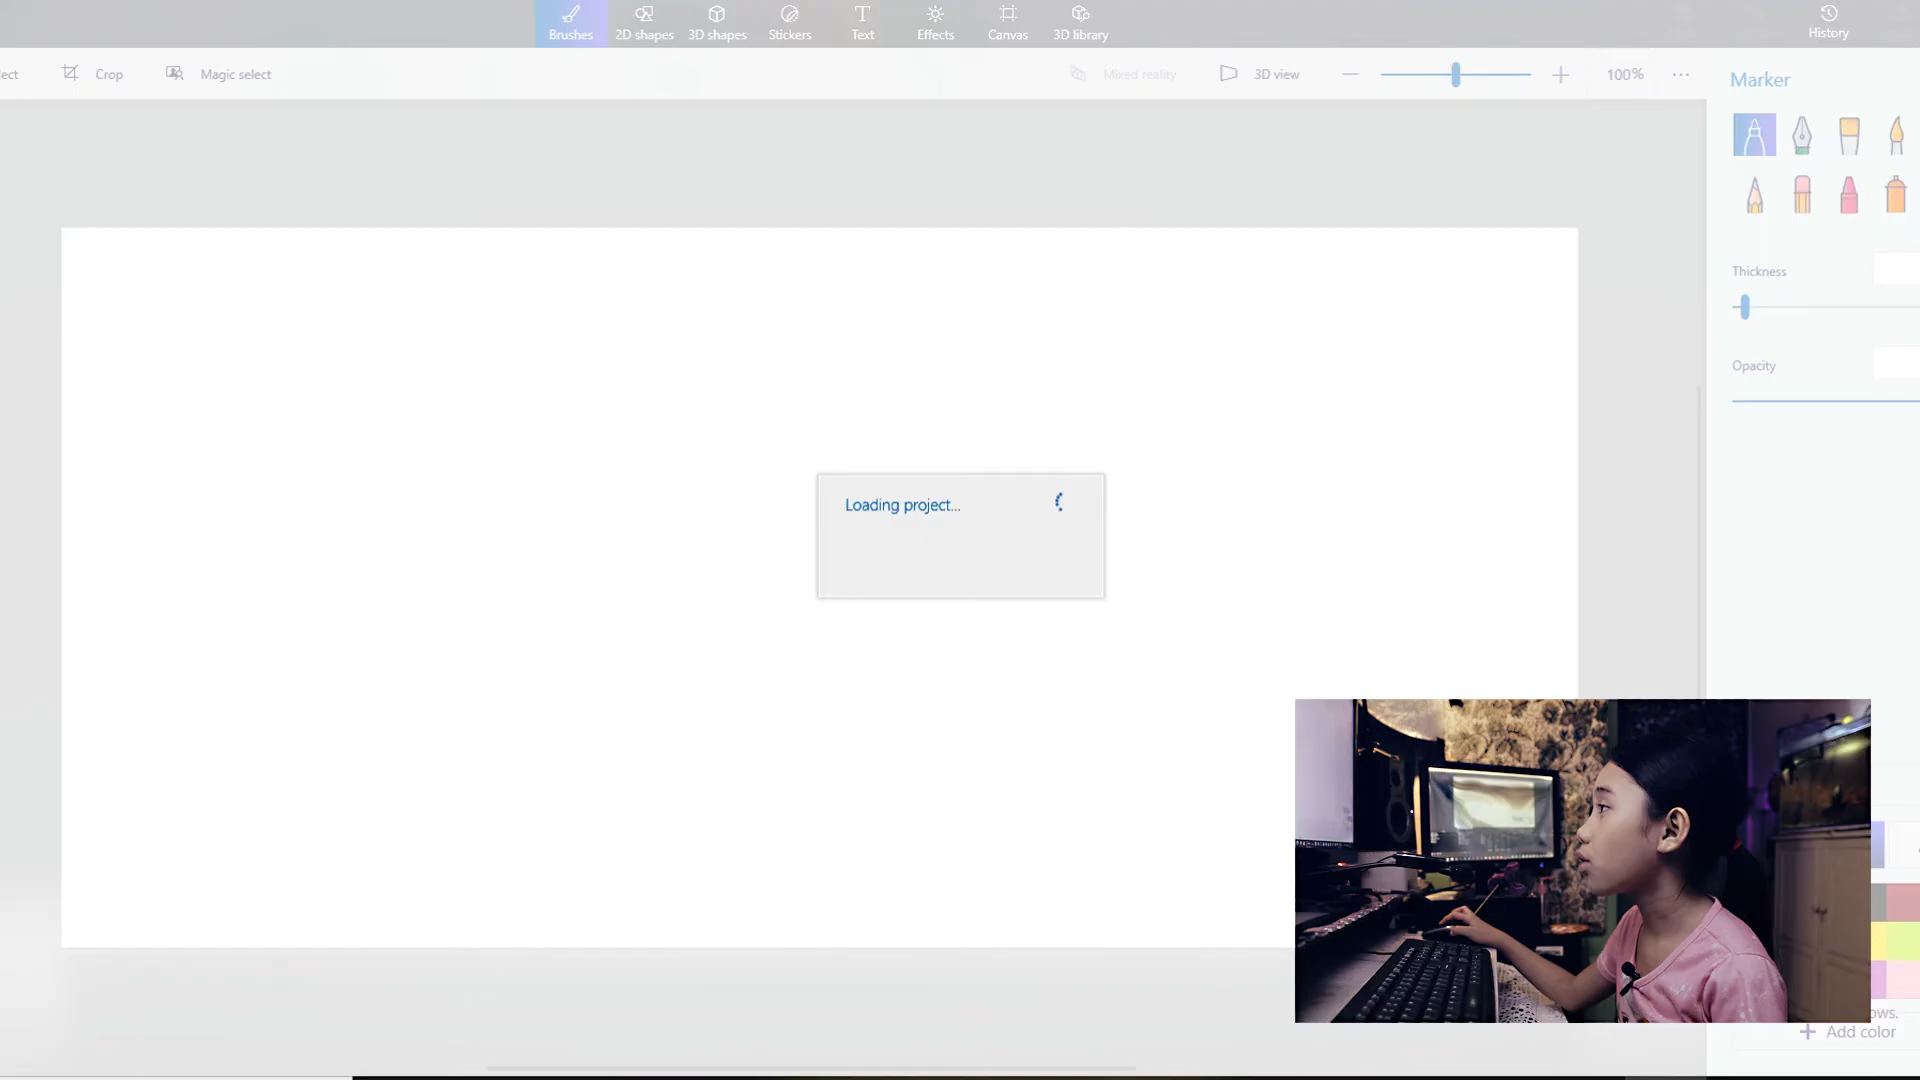 Brushes
2D shapes
3D shapes
Stickers
Text
Effects
Canvas
3D library
History
ect
Crop
Magic select
Mixed reality
3D view
100%
Marker
Thickness
Opacity
Loading project...
ows.
Add color